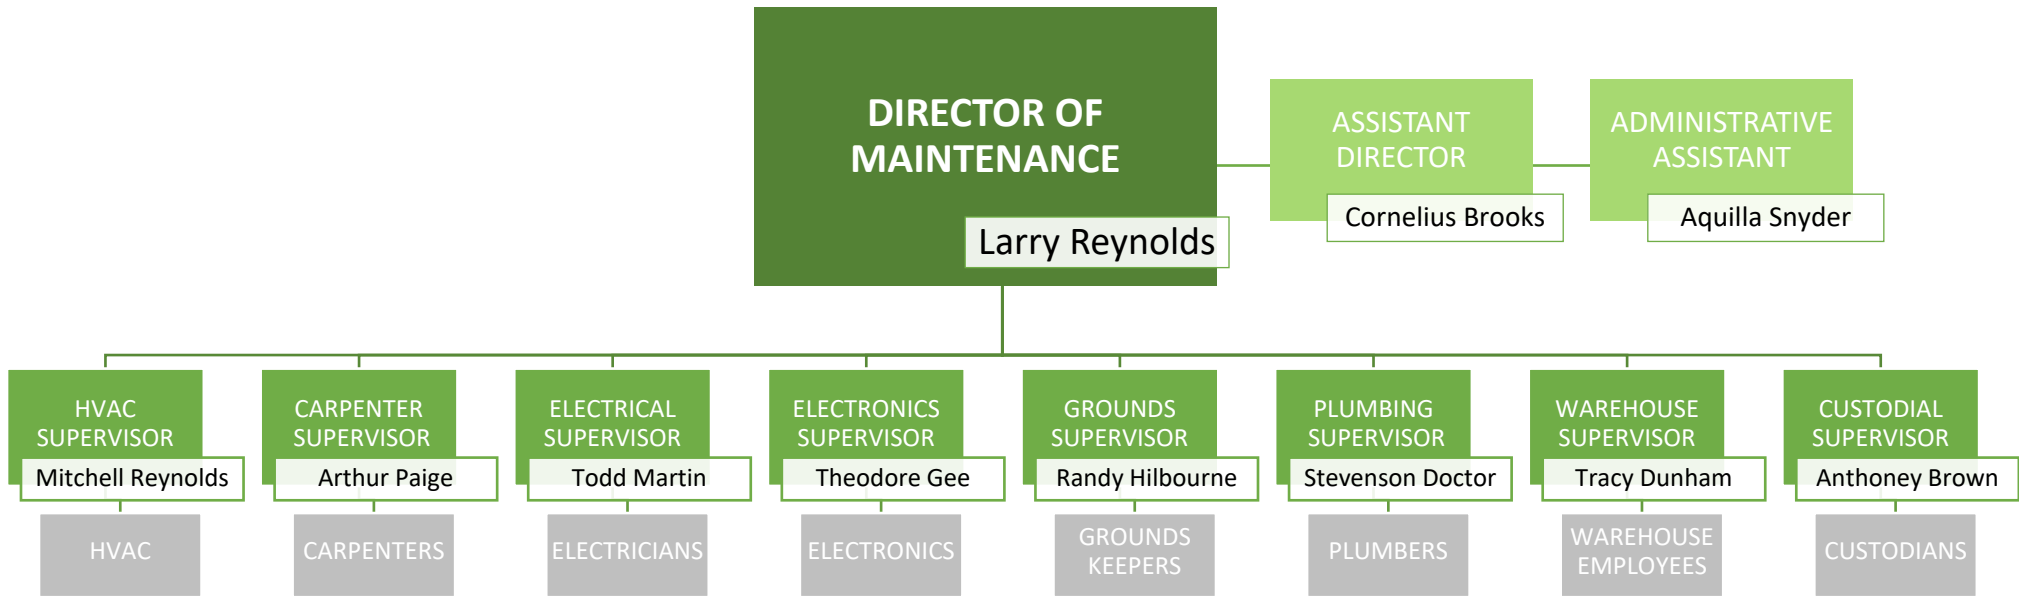 DIRECTOR OF
MAINTENANCE
Larry Reynolds
ASSISTANT
DIRECTOR
Cornelius Brooks
ADMINISTRATIVE
ASSISTANT
Aquilla Snyder
HVAC
SUPERVISOR
Mitchell Reynolds
HVAC
CARPENTER
SUPERVISOR
Arthur Paige
CARPENTERS
ELECTRICAL
SUPERVISOR
Todd Martin
ELECTRICIANS
ELECTRONICS
SUPERVISOR
Theodore Gee
ELECTRONICS
GROUNDS
SUPERVISOR
Randy Hilbourne
GROUNDS
KEEPERS
PLUMBING
SUPERVISOR
Stevenson Doctor
PLUMBERS
WAREHOUSE
SUPERVISOR
Tracy Dunham
WAREHOUSE
EMPLOYEES
CUSTODIAL
SUPERVISOR
Anthoney Brown
CUSTODIANS